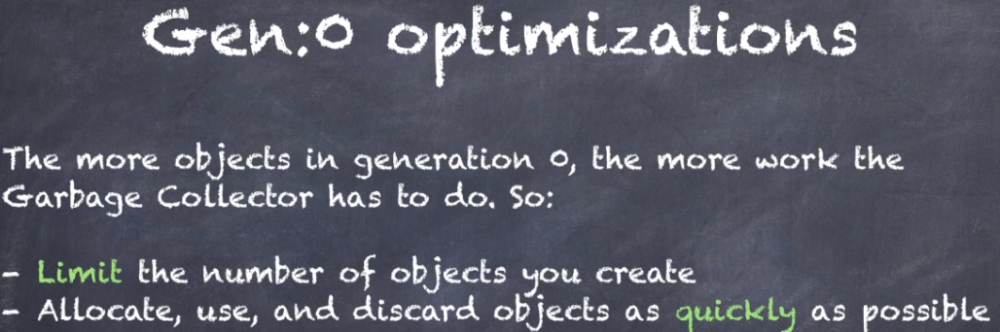 Gen:0 optimizations
The more objects in generation 0, the more work the
Garbage Collector has to do. So:
- Limit the number of objects you create
- Allocate, use, and discard objects as quickly as possible